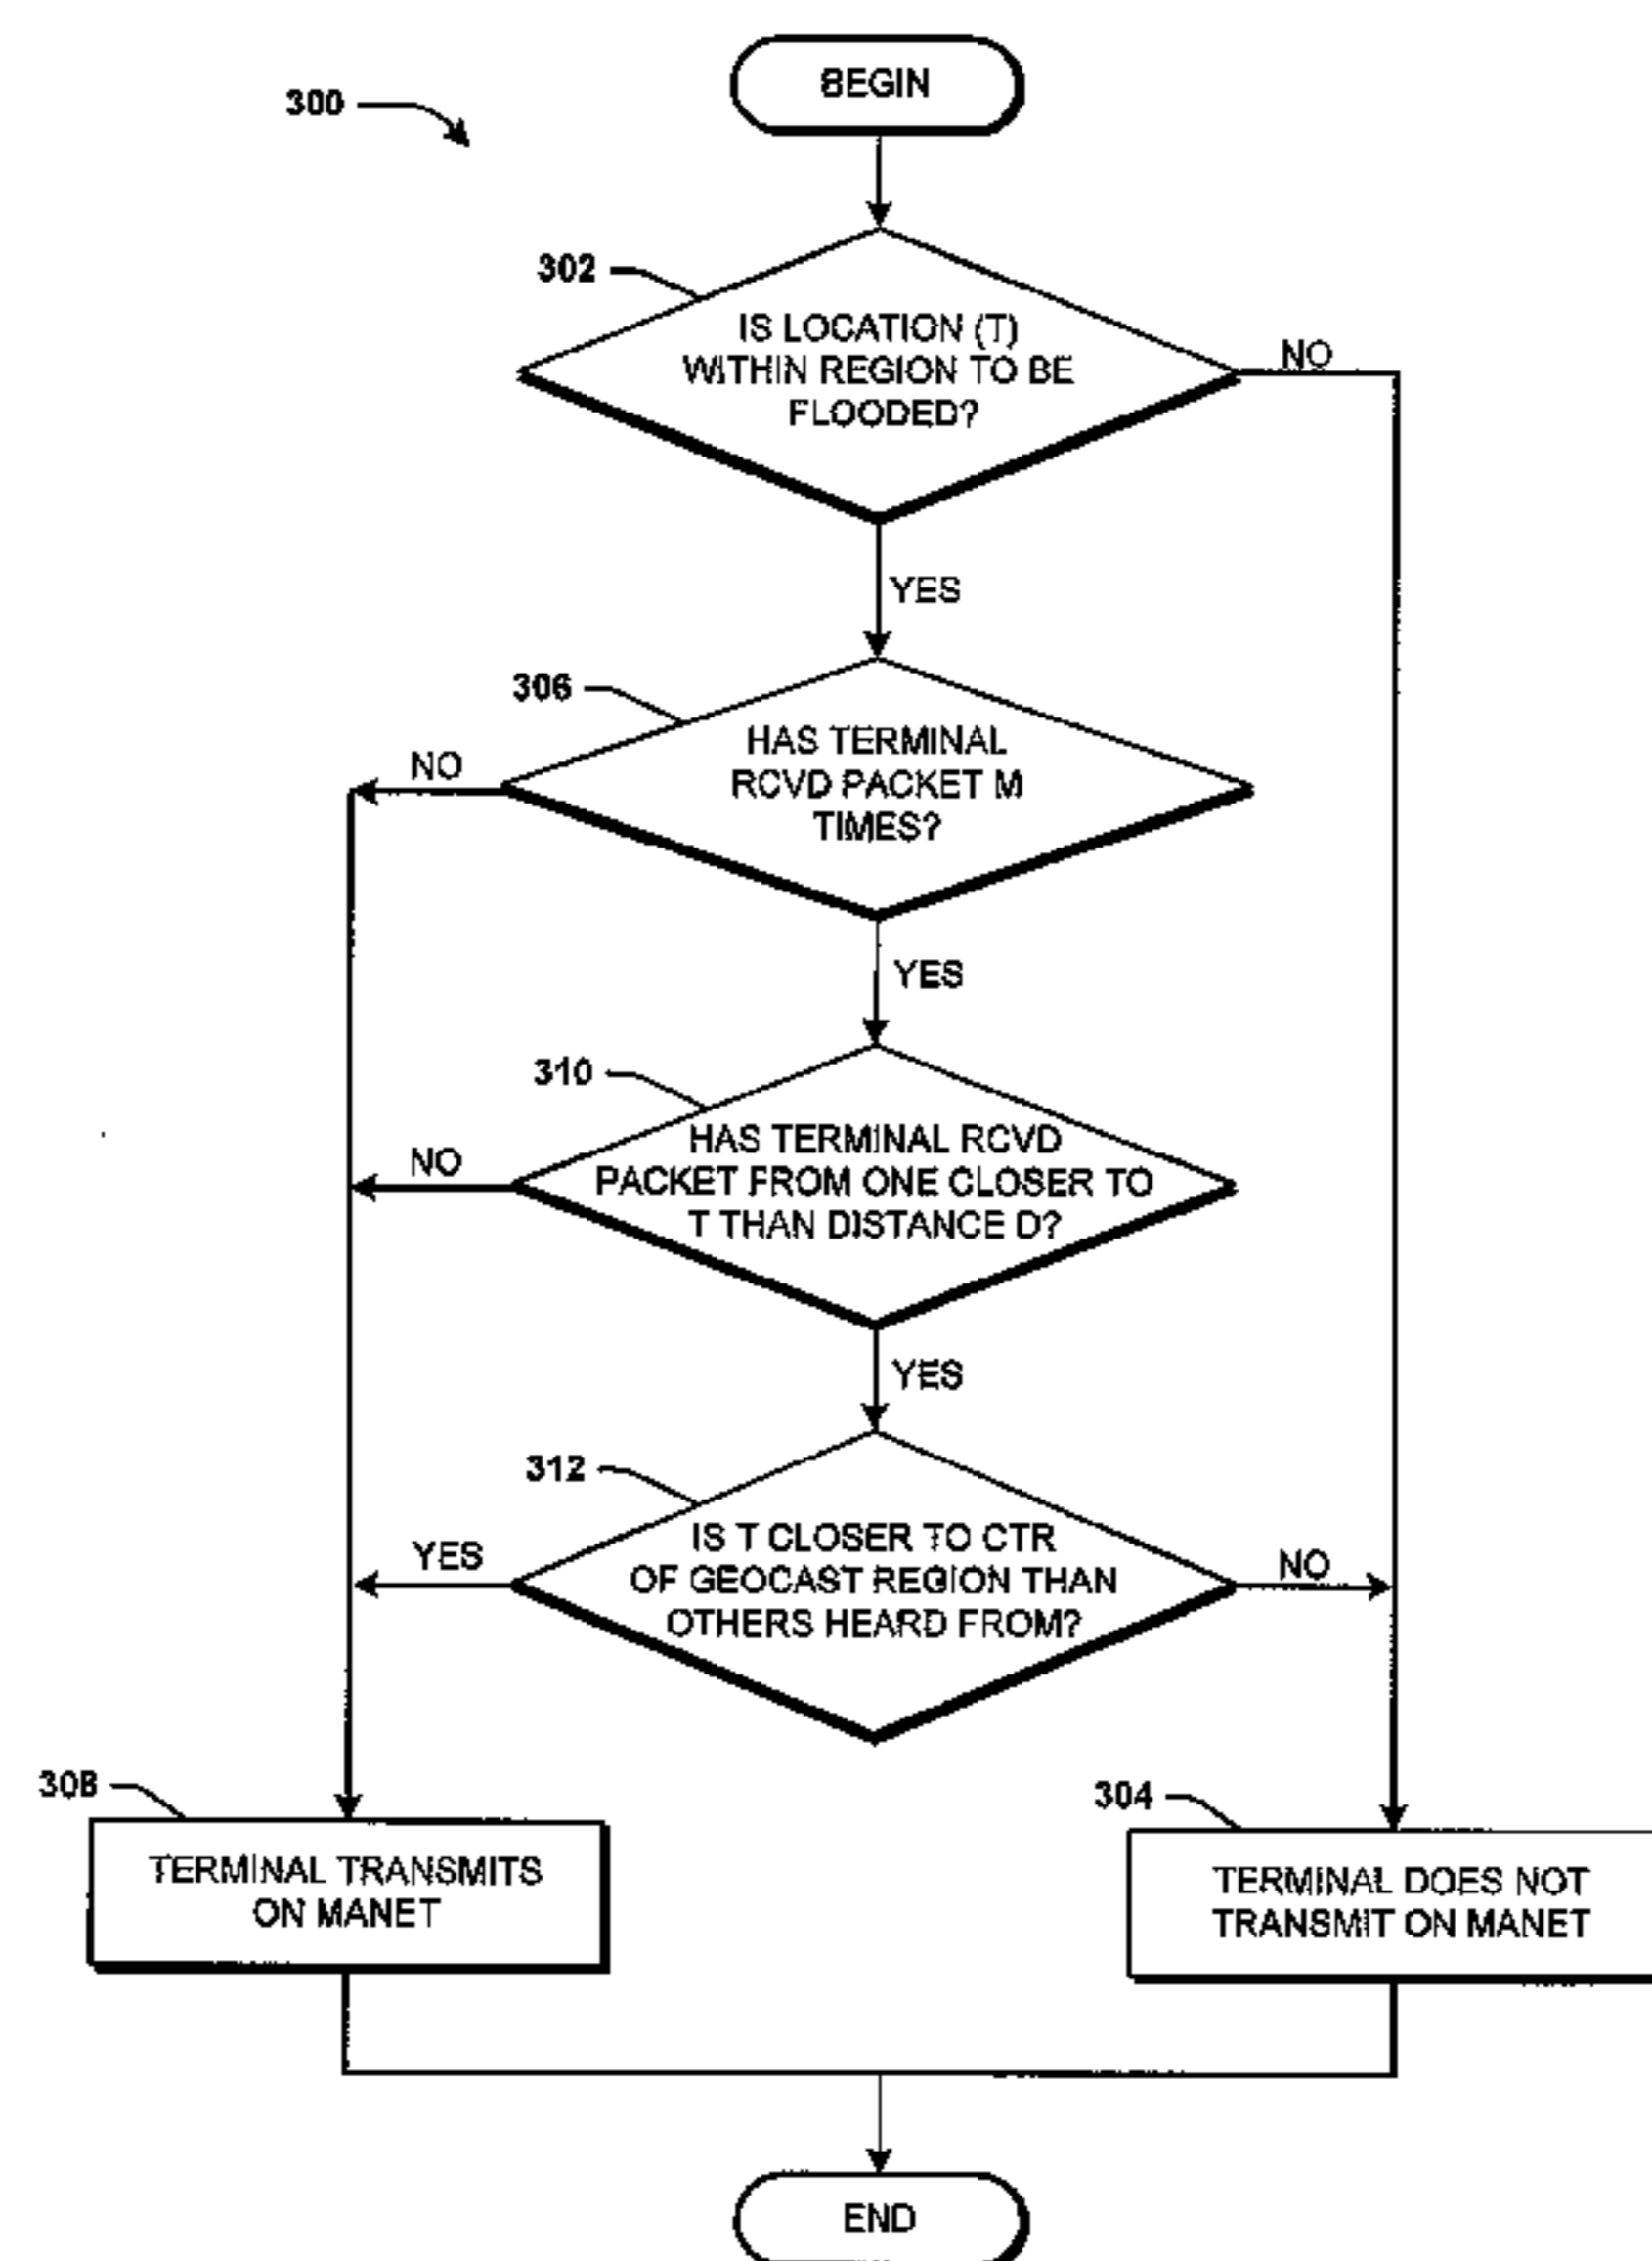 BEGIN
300
302
IS LOCATION (T)
WITHIN REGION TO BE
FLOODED?
NO
YES
306
HAS TERMINAL
RCVD PACKET M
TIMES?
NO
YES
310
HAS TERMINAL RCVD
PACKET FROM ONE CLOSER TO
T THAN DISTANCE D?
NO
YES
312
IS T CLOSER TO CTR
OF GEOCAST REGION THAN
OTHERS HEARD FROM?
YES
NO
308
TERMINAL TRANSMITS
ON MANET
304
TERMINAL DOES NOT
TRANSMIT ON MANET
END